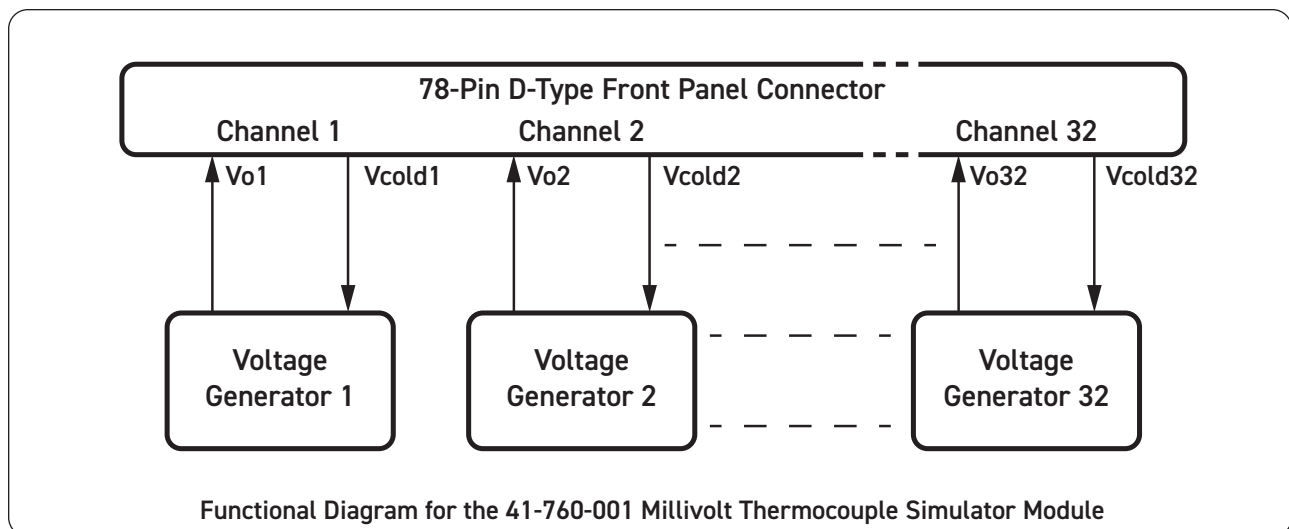 78-Pin D-Type Front Panel Connector
Channel 1 Channel 2 Channel 32
Vo1 Vcold1 Vo2 Vcold2 Vo32 Vcold32
Voltage Generator 1
Voltage Generator 2
Voltage Generator 32
Functional Diagram for the 41-760-001 Millivolt Thermocouple Simulator Module